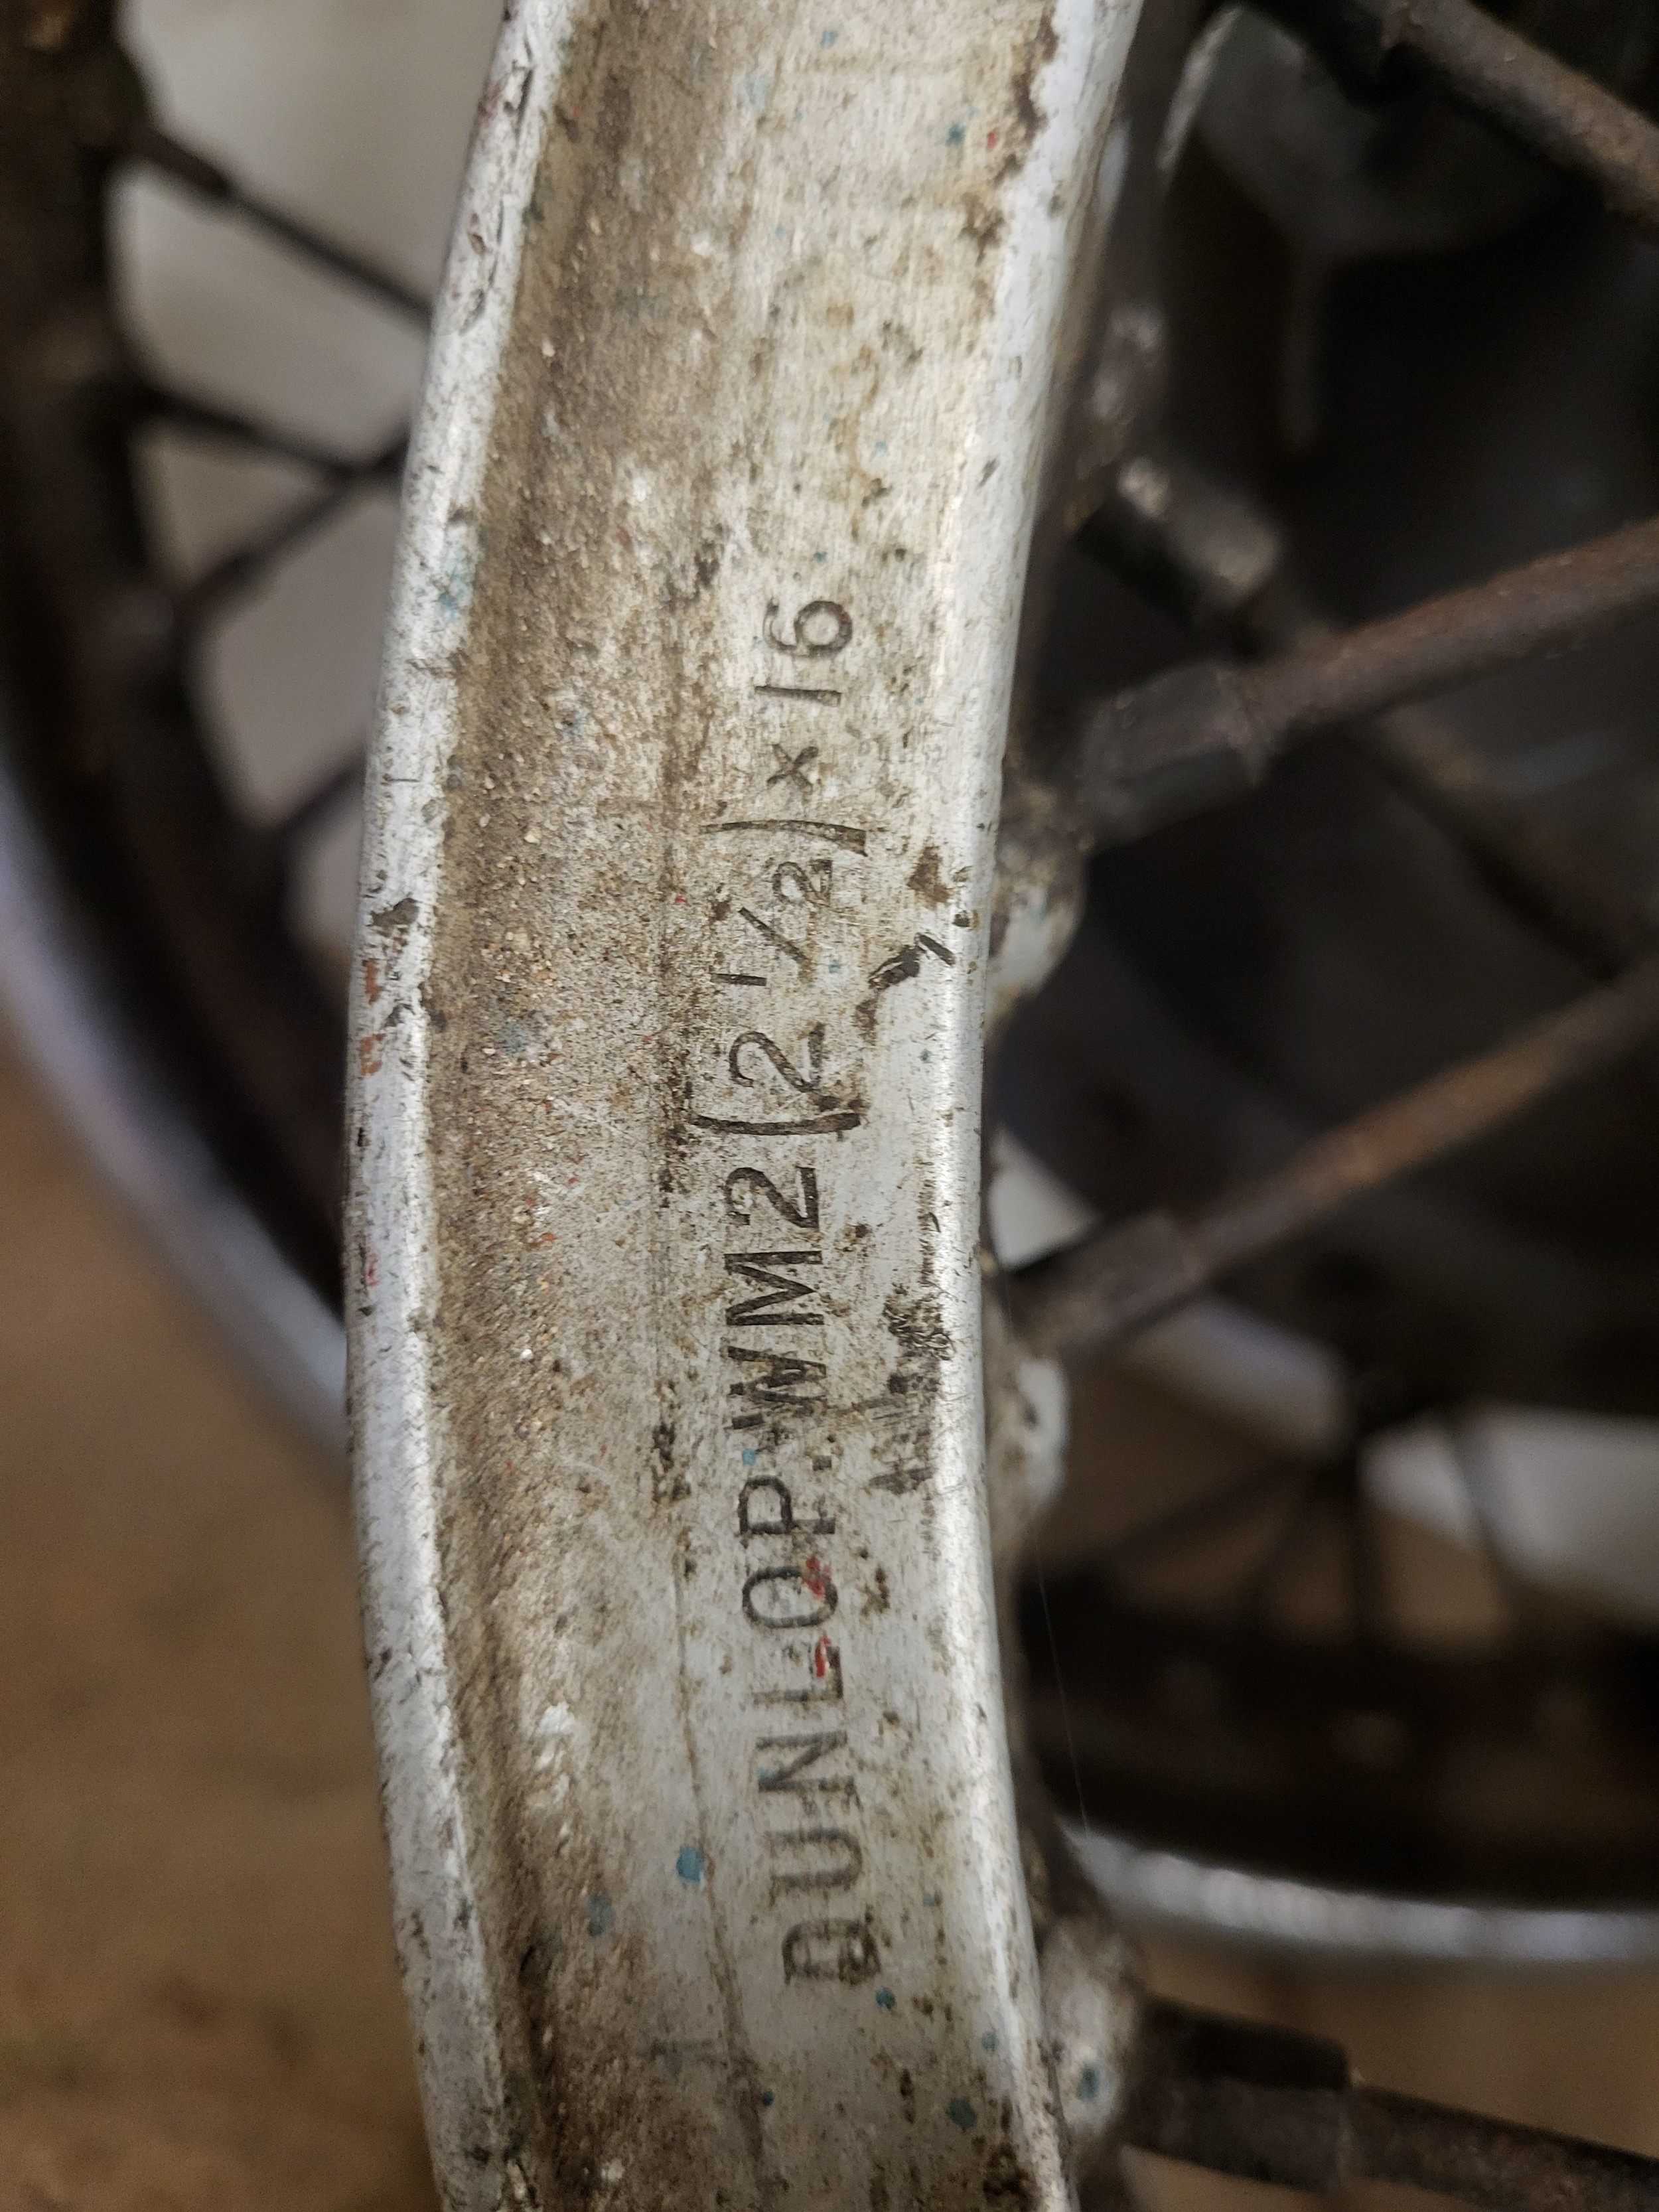 DUNLOP. WM2 (2 1/2) × 16